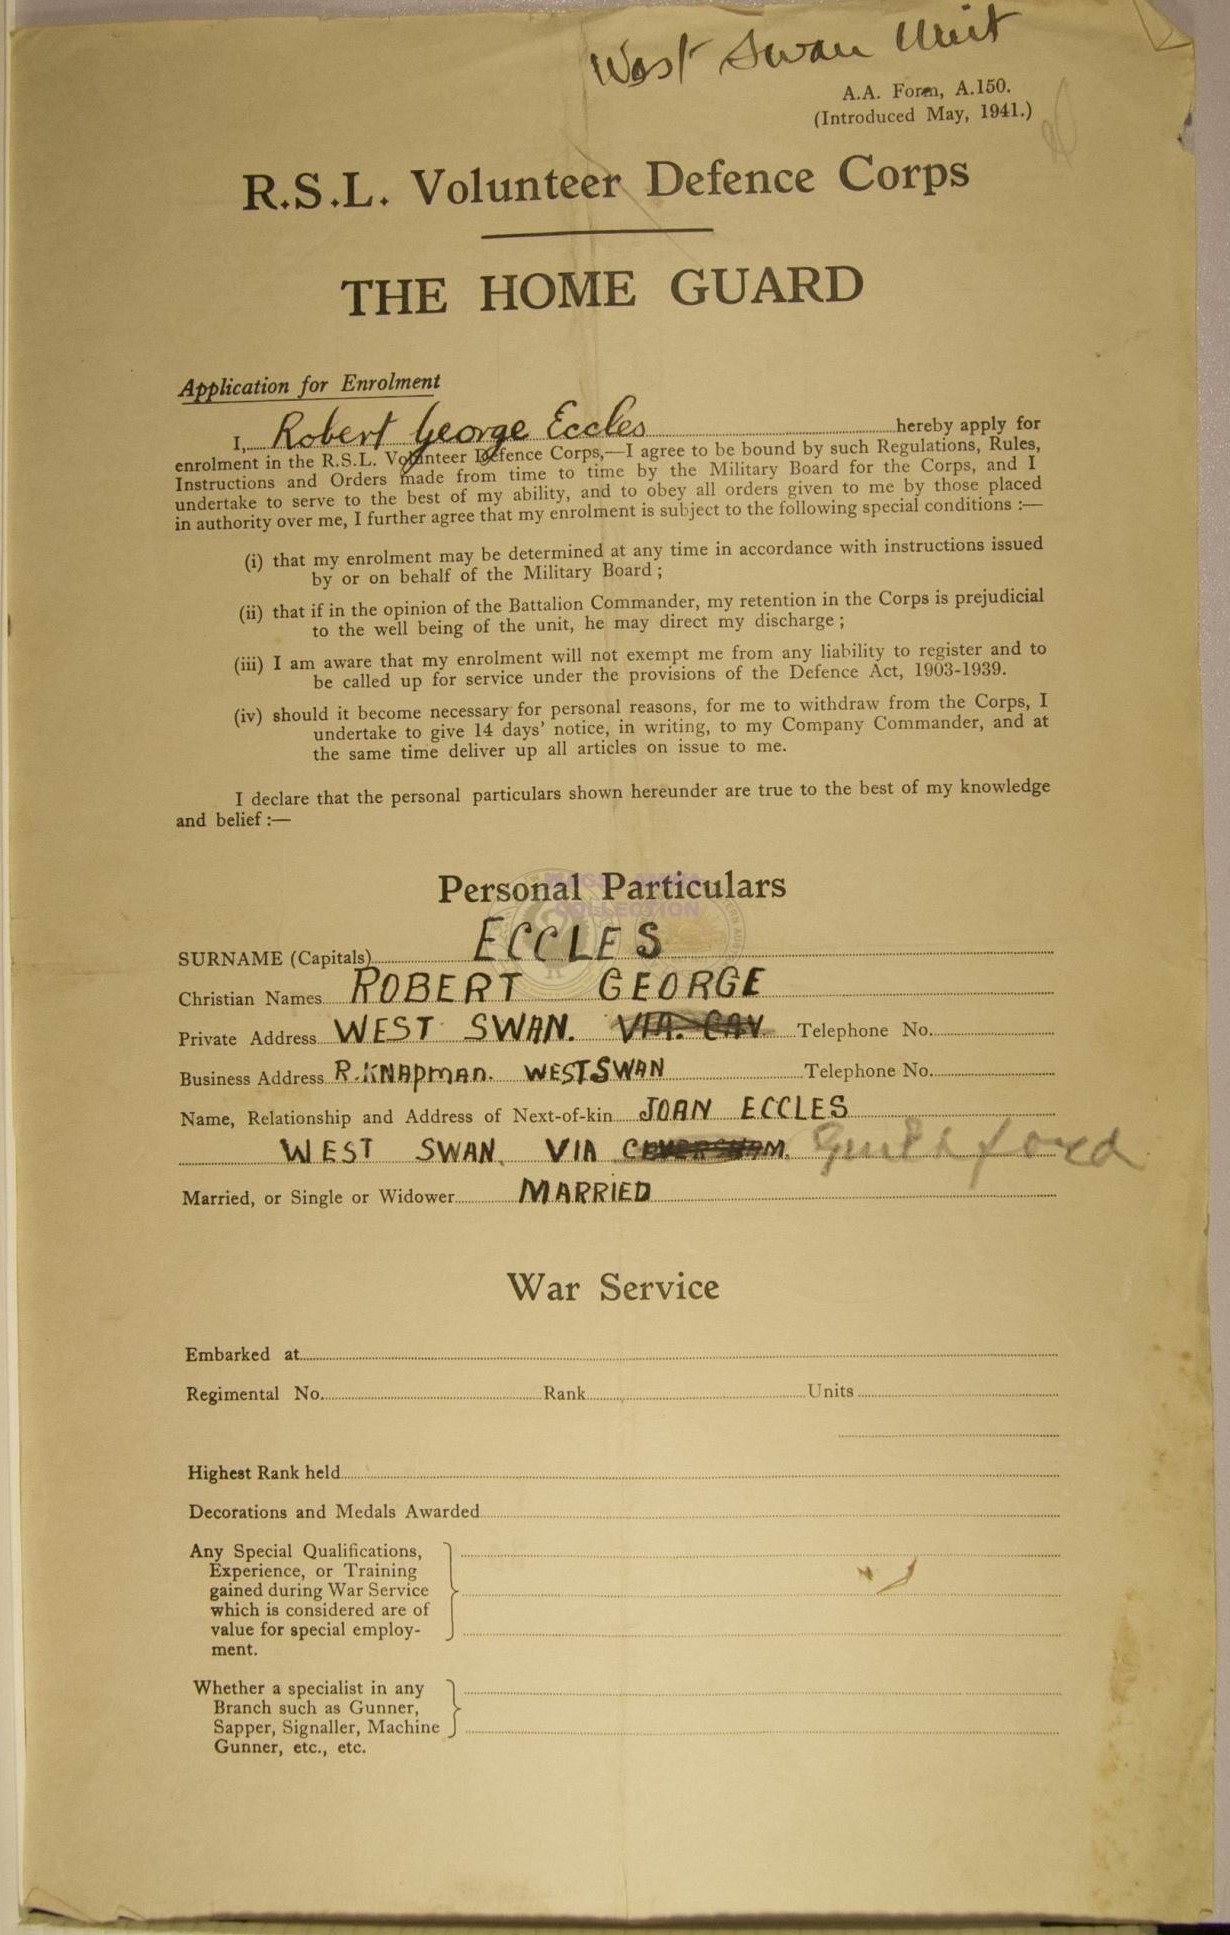 West Swan Unit
A.A. Form, A.150.
(Introduced May, 1941.)
R.S.L. Volunteer Defence Corps
THE HOME GUARD
Application for Enrolment
I, Robert George Eccles hereby apply for
enrolment in the R.S.L. Volunteer Defence Corps,—I agree to be bound by such Regulations, Rules,
Instructions and Orders made from time to time by the Military Board for the Corps, and I
undertake to serve to the best of my ability, and to obey all orders given to me by those placed
in authority over me, I further agree that my enrolment is subject to the following special conditions :—
(i) that my enrolment may be determined at any time in accordance with instructions issued
by or on behalf of the Military Board ;
(ii) that if in the opinion of the Battalion Commander, my retention in the Corps is prejudicial
to the well being of the unit, he may direct my discharge ;
(iii) I am aware that my enrolment will not exempt me from any liability to register and to
be called up for service under the provisions of the Defence Act, 1903-1939.
(iv) should it become necessary for personal reasons, for me to withdraw from the Corps, I
undertake to give 14 days' notice, in writing, to my Company Commander, and at
the same time deliver up all articles on issue to me.
I declare that the personal particulars shown hereunder are true to the best of my knowledge
and belief :—
Personal Particulars
COLLECTION
SURNAME (Capitals) ECCLES
Christian Names ROBERT GEORGE
Private Address WEST SWAN. VIA. CAV Telephone No.
Business Address R. KNAPMAN. WEST SWAN Telephone No.
Name, Relationship and Address of Next-of-kin JOAN ECCLES
WEST SWAN. VIA CEVERSHAM. Guildford
Married, or Single or Widower MARRIED
War Service
Embarked at
Regimental No. Rank Units
Highest Rank held
Decorations and Medals Awarded
Any Special Qualifications,
Experience, or Training
gained during War Service
which is considered are of
value for special employ-
ment.
Whether a specialist in any
Branch such as Gunner,
Sapper, Signaller, Machine
Gunner, etc., etc.